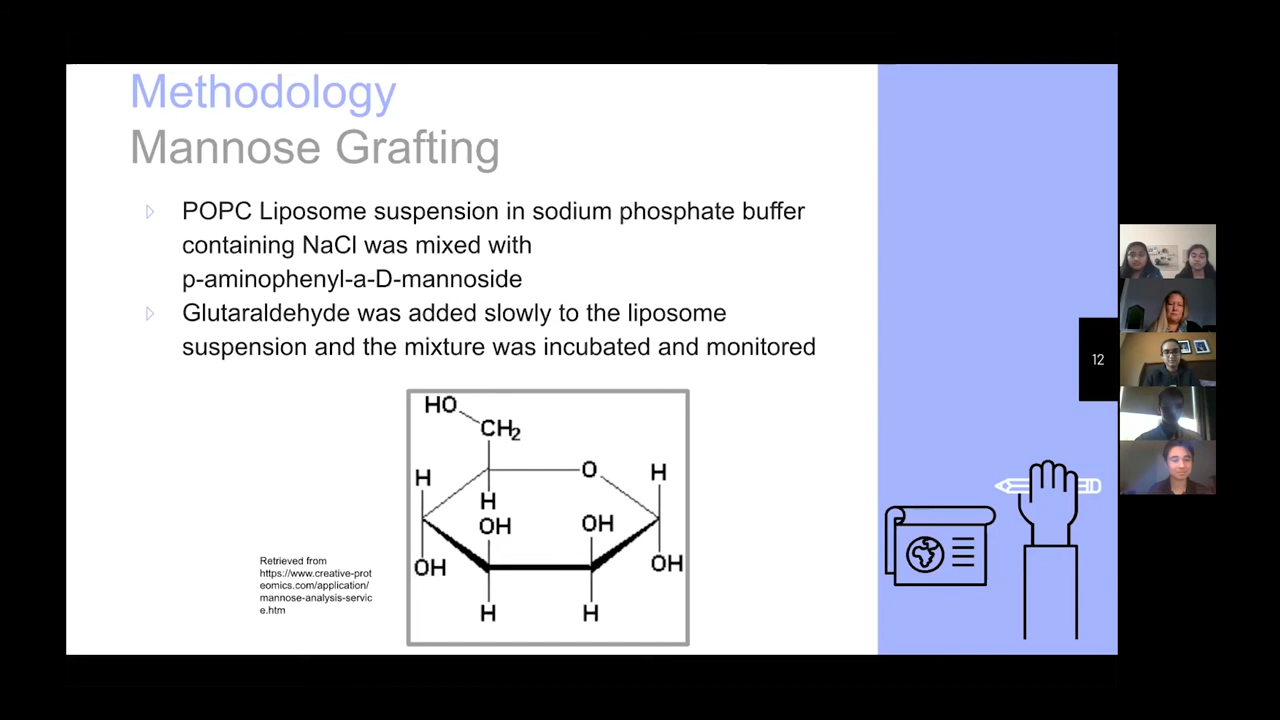 Methodology
Mannose Grafting
POPC Liposome suspension in sodium phosphate buffer
containing NaCl was mixed with
p-aminophenyl-a-D-mannoside
Glutaraldehyde was added slowly to the liposome
suspension and the mixture was incubated and monitored
HO
CH2
O
H
H
H
OH
OH
OH
OH
H
H
Retrieved from
https://www.creative-prot
eomics.com/application/
mannose-analysis-servic
e.htm
12